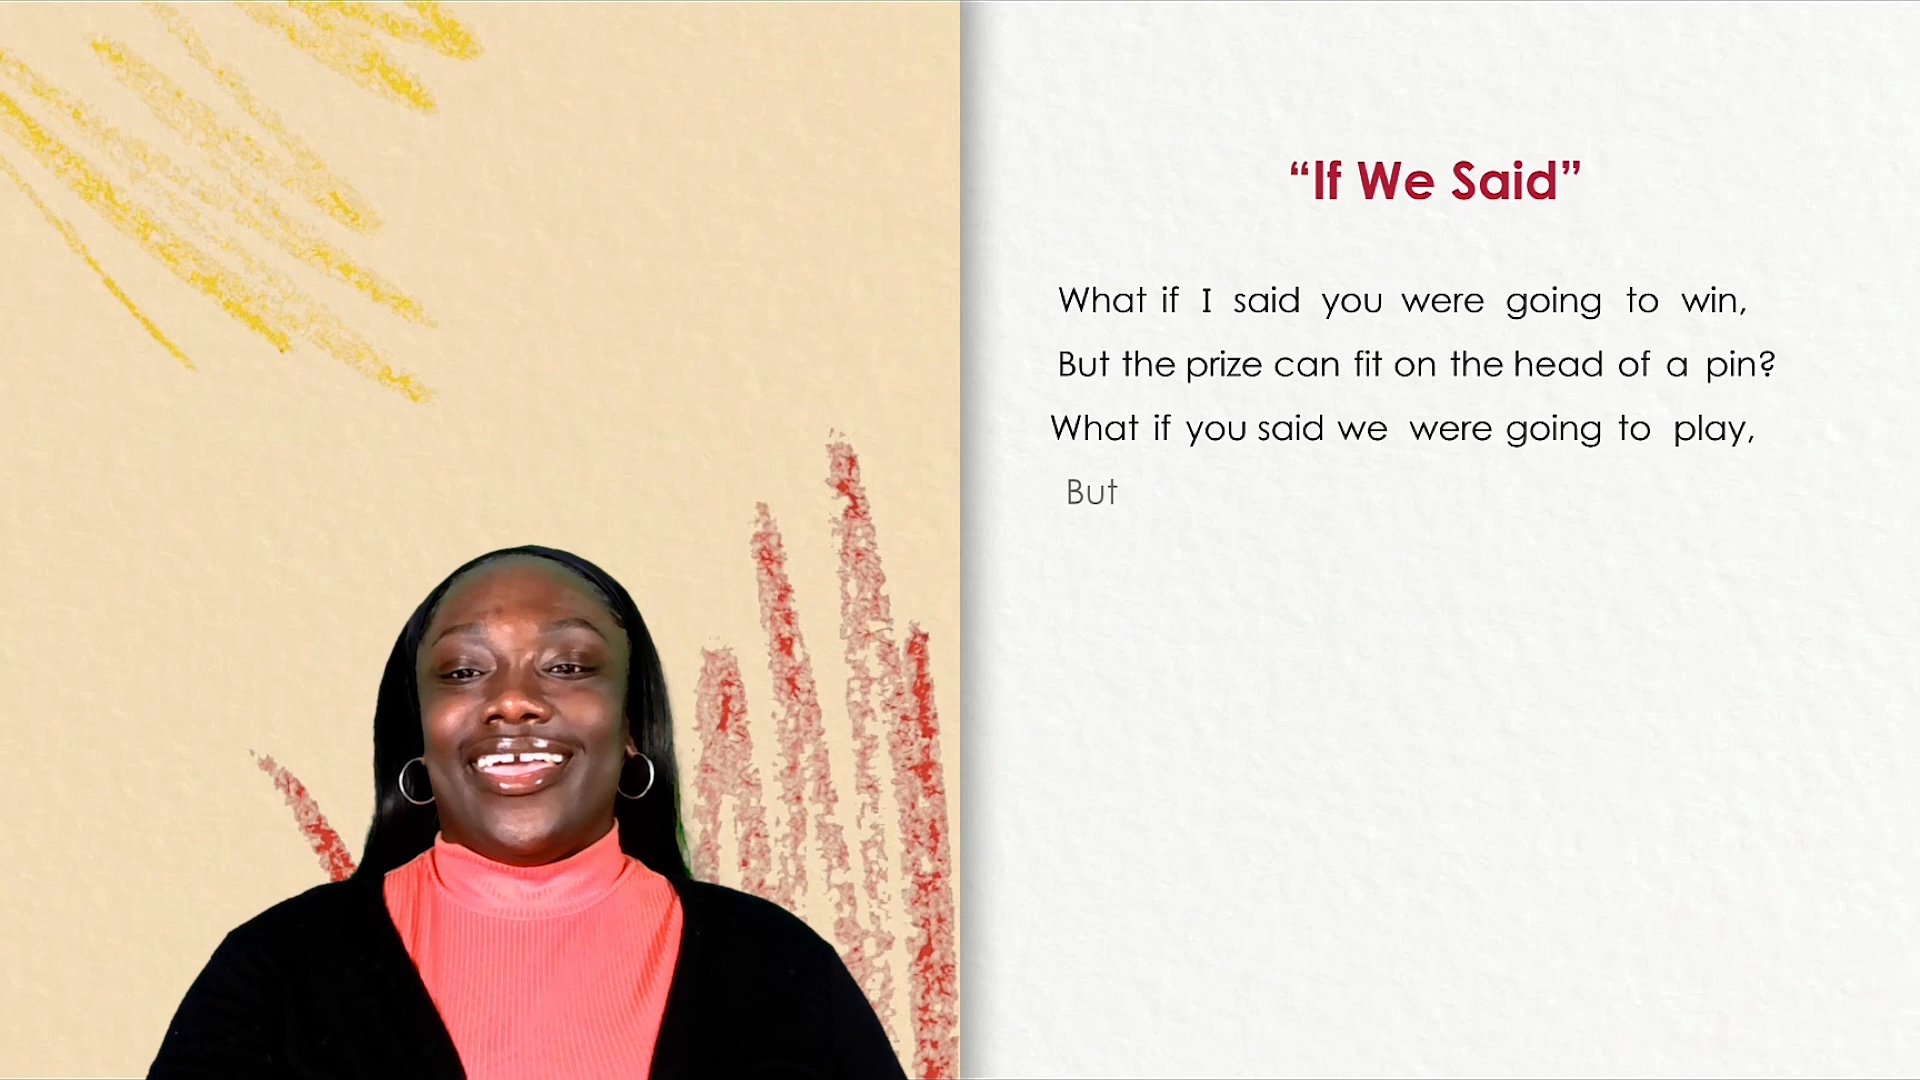 “If We Said”
What if I said you were going to win,
But the prize can fit on the head of a pin?
What if you said we were going to play,
But